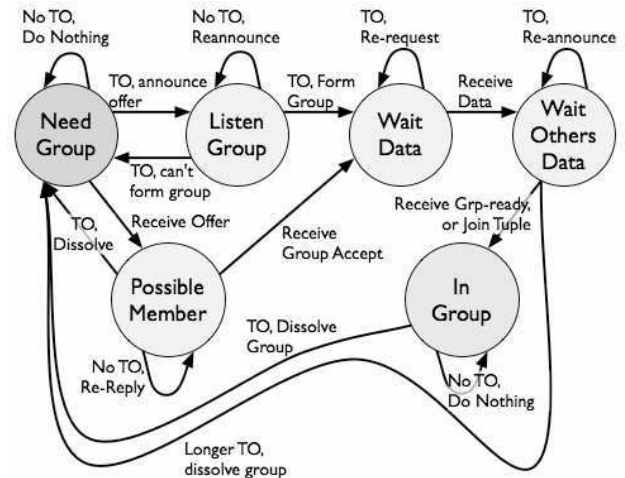 No TO,
Do Nothing
No TO,
Reannounce
TO,
Re-request
TO,
Re-announce
TO, announce
offer
TO, Form
Group
Receive
Data
Need
Group
Listen
Group
Wait
Data
Wait
Others
Data
TO, can't
form group
Receive Offer
TO,
Dissolve
Receive
Group Accept
Receive Grp-ready,
or Join Tuple
Possible
Member
In
Group
TO, Dissolve
Group
No TO,
Re-Reply
No TO,
Do Nothing
Longer TO,
dissolve group